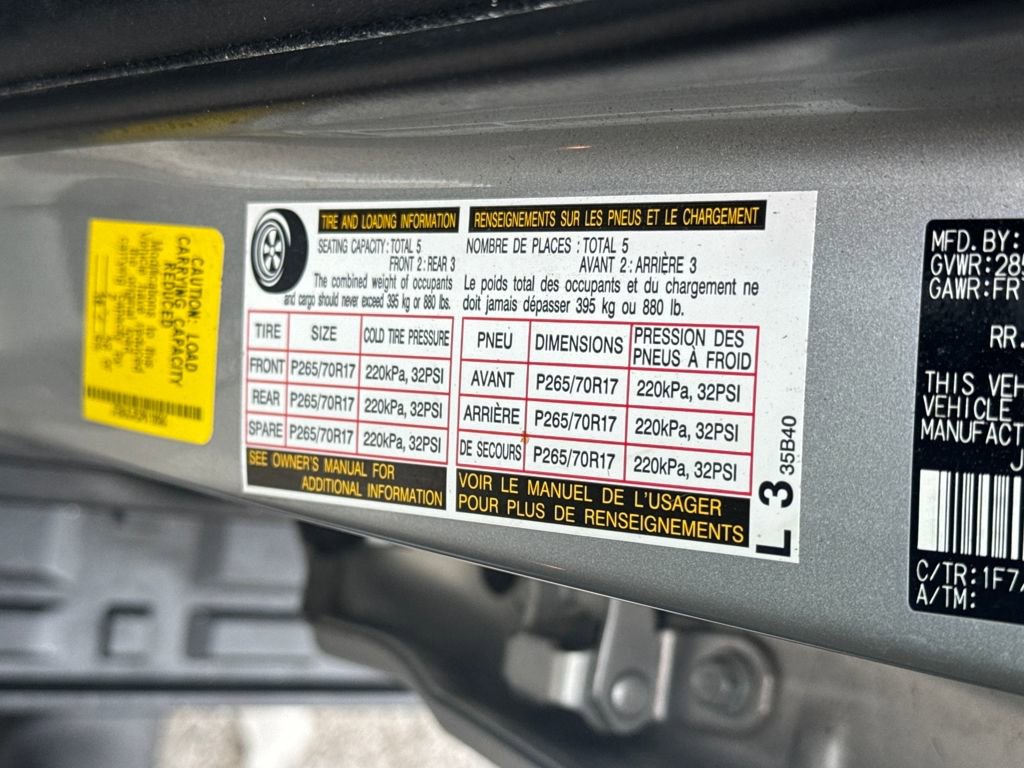 CAUTION: LOAD
CARRYING CAPACITY
REDUCED
TIRE AND LOADING INFORMATION
SEATING CAPACITY: TOTAL 5
FRONT 2: REAR 3
The combined weight of occupants
and cargo should never exceed 395 kg or 880 lbs.
TIRE SIZE COLD TIRE PRESSURE
FRONT P265/70R17 220kPa, 32PSI
REAR P265/70R17 220kPa, 32PSI
SPARE P265/70R17 220kPa, 32PSI
SEE OWNER'S MANUAL FOR
ADDITIONAL INFORMATION
RENSEIGNEMENTS SUR LES PNEUS ET LE CHARGEMENT
NOMBRE DE PLACES : TOTAL 5
AVANT 2 : ARRIÈRE 3
Le poids total des occupants et du chargement ne
doit jamais dépasser 395 kg ou 880 lb.
PNEU DIMENSIONS PRESSION DES
PNEUS À FROID
AVANT P265/70R17 220kPa, 32PSI
ARRIÈRE P265/70R17 220kPa, 32PSI
DE SECOURS P265/70R17 220kPa, 32PSI
VOIR LE MANUEL DE L'USAGER
POUR PLUS DE RENSEIGNEMENTS
L 3 35B40
MFD.BY:
GVWR:285
GAWR:FR
RR.
THIS VEH
VEHICLE
MANUFACT
J
C/TR:1F7
A/TM: